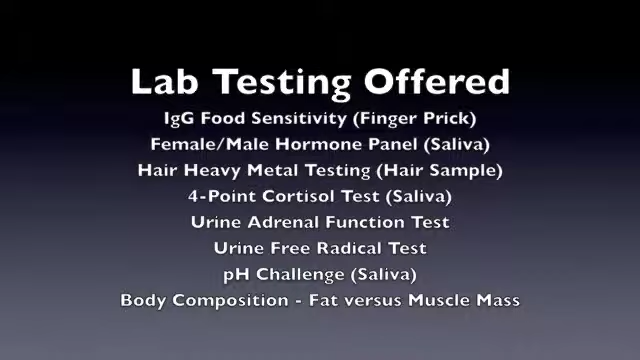 Lab Testing Offered
IgG Food Sensitivity (Finger Prick)
Female/Male Hormone Panel (Saliva)
Hair Heavy Metal Testing (Hair Sample)
4-Point Cortisol Test (Saliva)
Urine Adrenal Function Test
Urine Free Radical Test
pH Challenge (Saliva)
Body Composition - Fat versus Muscle Mass